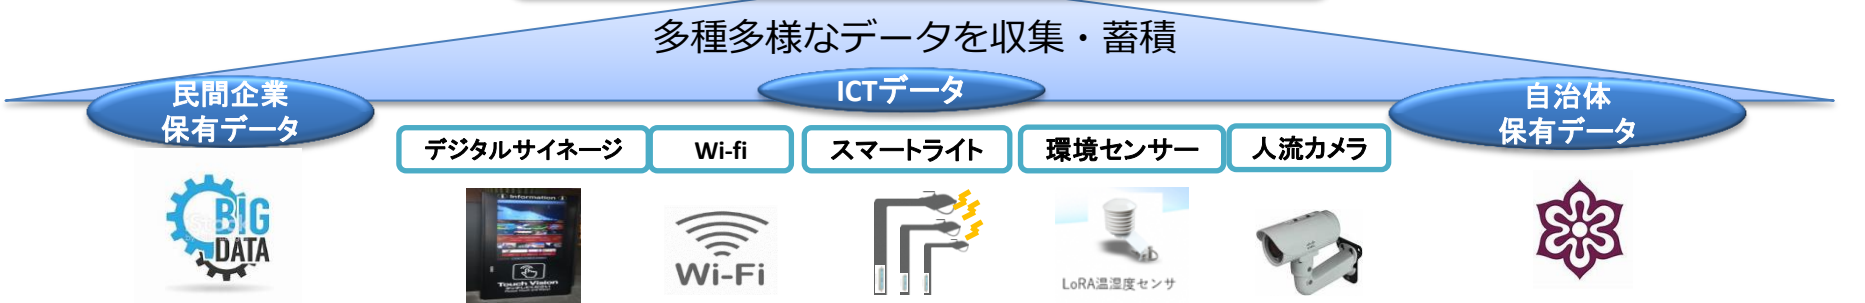 多種多様なデータを収集・蓄積
民間企業
保有データ
ICTデータ
自治体
保有データ
デジタルサイネージ
Wi-fi
スマートライト
環境センサー
人流カメラ
BIG
DATA
Information
Touch Vision
Wi-Fi
LoRA温湿度センサ